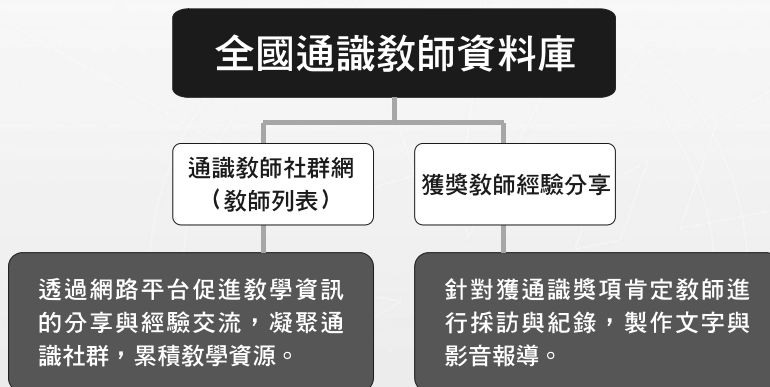 全國通識教師資料庫
通識教師社群網
（教師列表）
獲獎教師經驗分享
透過網路平台促進教學資訊
的分享與經驗交流，凝聚通
識社群，累積教學資源。
針對獲通識獎項肯定教師進
行採訪與紀錄，製作文字與
影音報導。